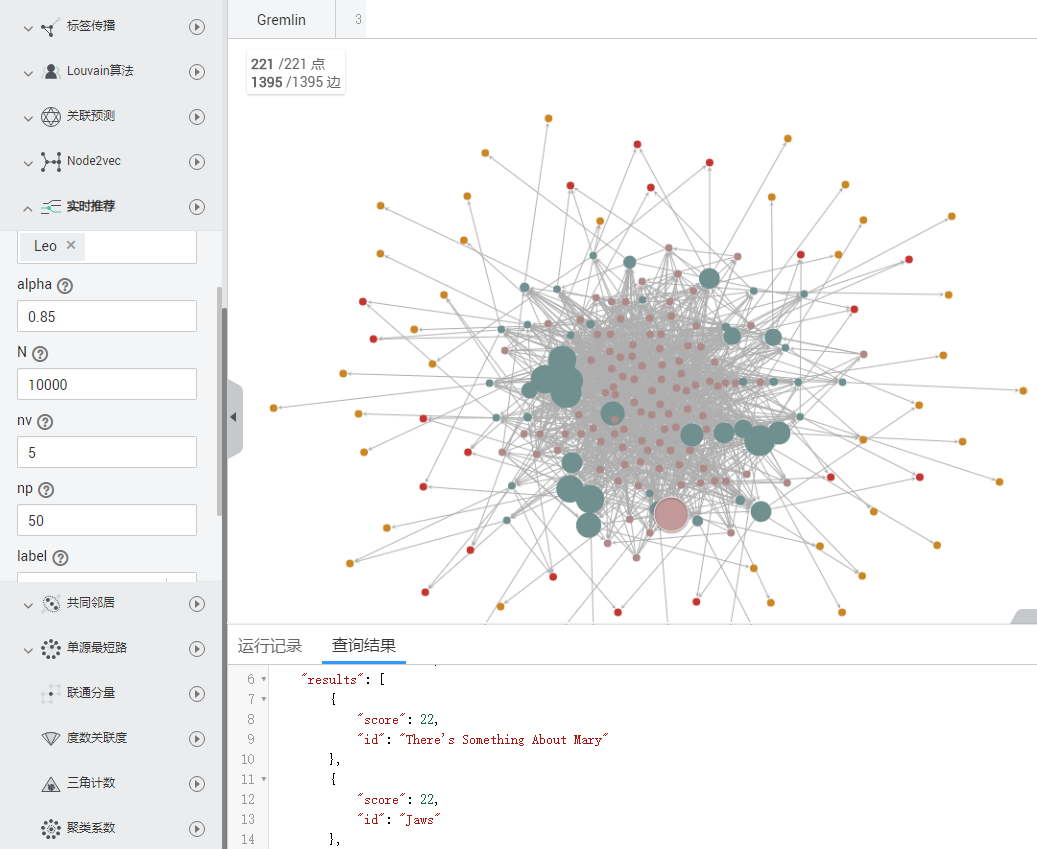 标签传播
Louvain算法
关联预测
Node2vec
实时推荐
Leo ×
alpha ?
0.85
N ?
10000
nv ?
5
np ?
50
label ?
共同邻居
单源最短路
联通分量
度数关联度
三角计数
聚类系数
Gremlin
3
221 /221 点
1395 /1395 边
运行记录
查询结果
6 "results": [
7 {
8 "score": 22,
9 "id": "There's Something About Mary"
10 },
11 {
12 "score": 22,
13 "id": "Jaws"
14 },